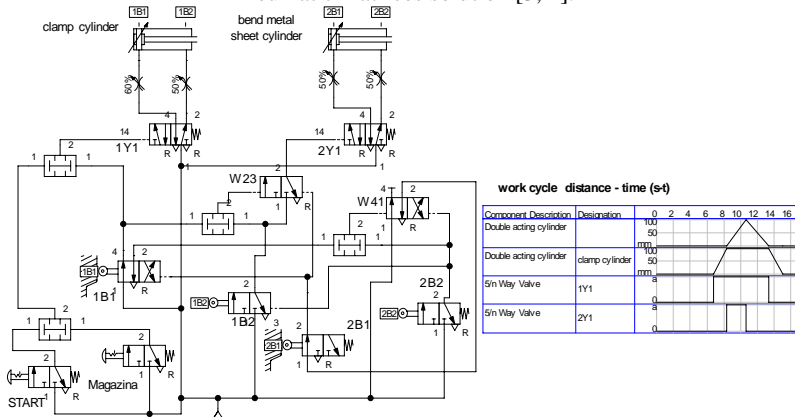 1B1 1B2 2B1 2B2
clamp cylinder
bend metal
sheet cylinder
60% 50% 50% 50%
4 2 4 2
14 14
1Y1 R 2Y1 R
1 1
2
1 1
W23 2
R
1
2
1 1
W41 4 2
R
1
2
1 1
4 2
1B1
1 R
1B1
2
1B2
1 R
1B2
3 2
2B1
1 R
2B1
2B2
2
2B2
1 R
2
1 1
2
1 R
Magazina
2
1 R
START
work cycle distance - time (s-t)
Component Description Designation 0 2 4 6 8 10 12 14 16
Double acting cylinder 100 50 mm
Double acting cylinder clamp cylinder 100 50 mm
5/n Way Valve 1Y1 a 0
5/n Way Valve 2Y1 a 0